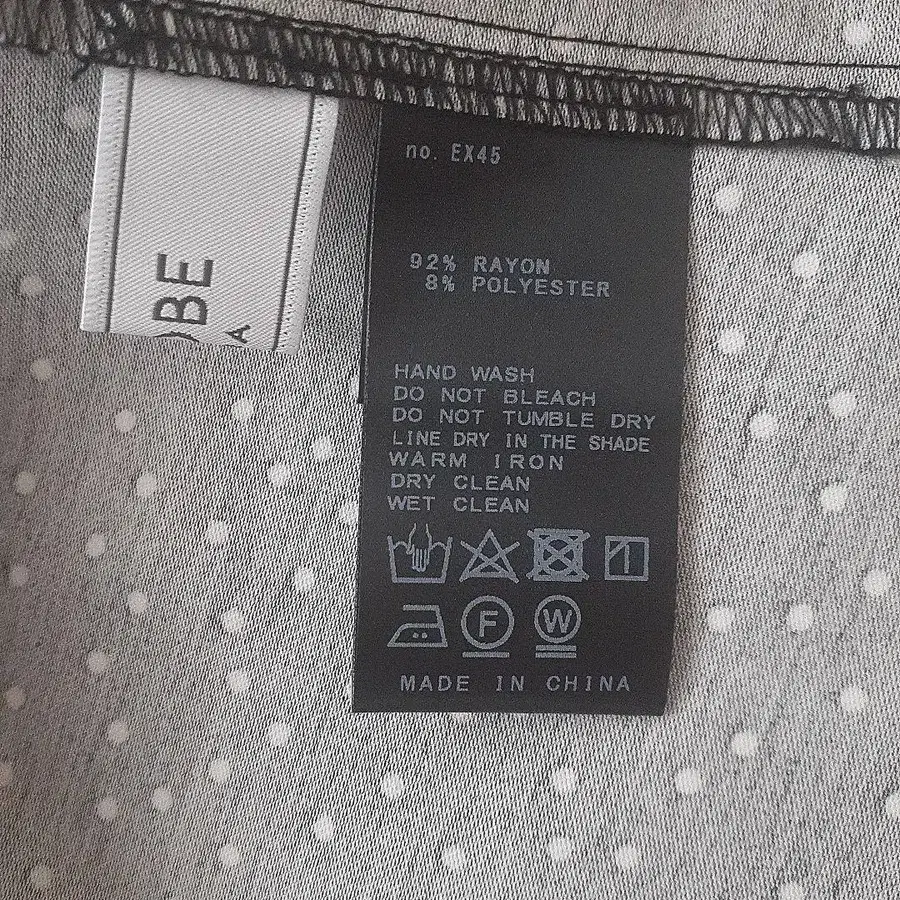 no. EX45
92% RAYON
8% POLYESTER
HAND WASH
DO NOT BLEACH
DO NOT TUMBLE DRY
LINE DRY IN THE SHADE
WARM IRON
DRY CLEAN
WET CLEAN
F W
MADE IN CHINA